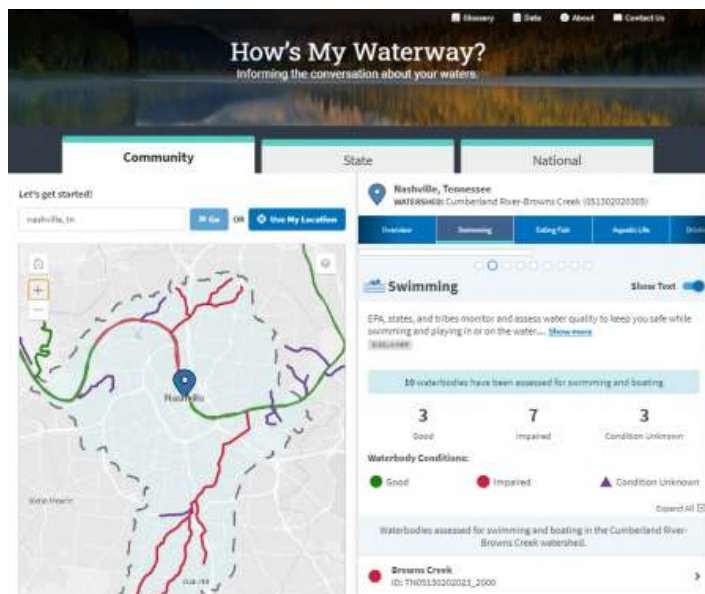 Glossary Data About Contact Us
How's My Waterway?
Informing the conversation about your waters.
Community State National
Let's get started!
nashville, tn Go OR Use My Location
Nashville
Oak Hill
Nashville, Tennessee
WATERSHED: Cumberland River-Browns Creek (051302020305)
Overview Swimming Eating Fish Aquatic Life
Swimming Show Text
EPA, states, and tribes monitor and assess water quality to keep you safe while
swimming and playing in or on the water.... Show more
DISCLAIMER
10 waterbodies have been assessed for swimming and boating
3 7 3
Good Impaired Condition Unknown
Waterbody Conditions:
Good Impaired Condition Unknown
Expand All
Waterbodies assessed for swimming and boating in the Cumberland River-
Browns Creek watershed.
Browns Creek
ID: TN05130202023_2000